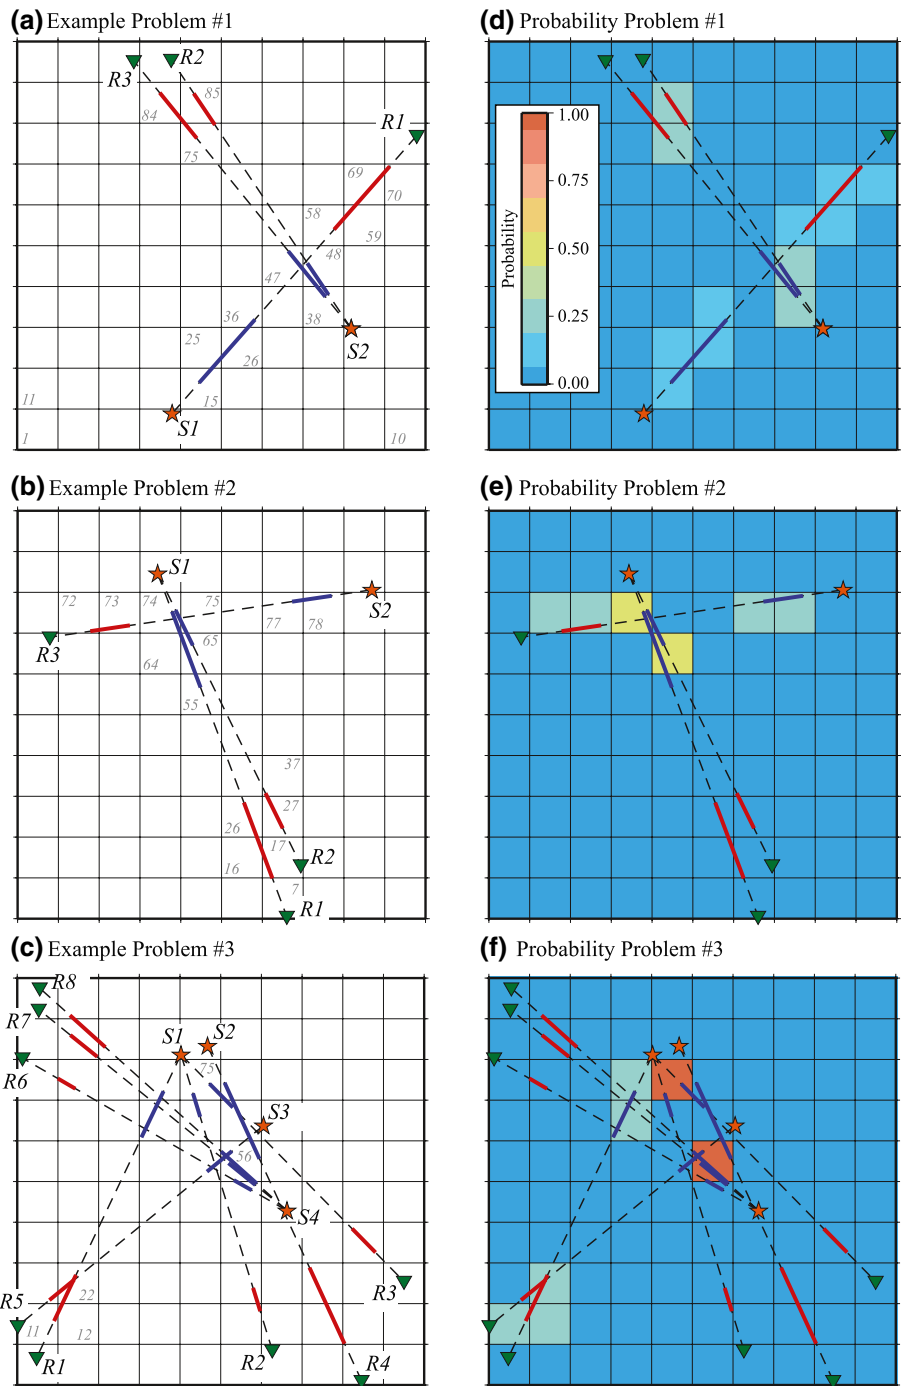 (a) Example Problem #1
R2
R3
85
84
R1
75
69
70
58
59
48
47
36
38
25
S2
26
11
15
S1
1
10
(d) Probability Problem #1
1.00
0.75
Probability
0.50
0.25
0.00
(b) Example Problem #2
S1
72
73
74
75
S2
77
78
65
R3
64
55
37
27
26
17
R2
16
7
R1
(e) Probability Problem #2
(c) Example Problem #3
R8
R7
S1
S2
75
R6
S3
56
S4
R3
22
R5
11
12
R1
R2
R4
(f) Probability Problem #3